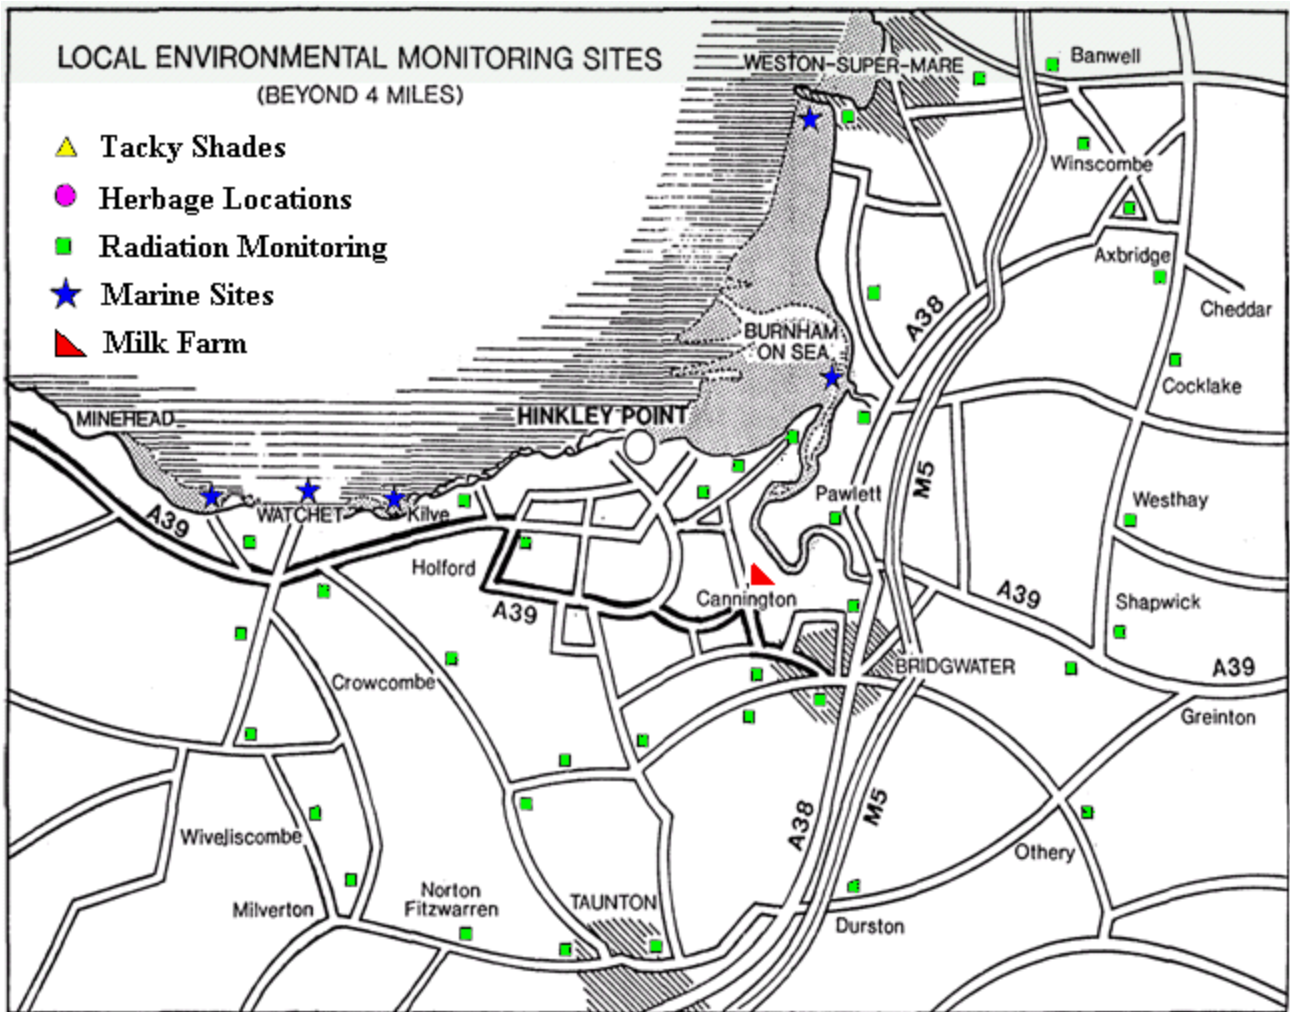 LOCAL ENVIRONMENTAL MONITORING SITES
(BEYOND 4 MILES)
Tacky Shades
Herbage Locations
Radiation Monitoring
Marine Sites
Milk Farm
WESTON-SUPER-MARE
Banwell
Winscombe
Axbridge
Cheddar
A38
BURNHAM
ON SEA
Cocklake
MINEHEAD
HINKLEY POINT
M5
A39
WATCHET
Kilve
Pawlett
Westhay
Holford
A39
Cannington
A39
Shapwick
Crowcombe
BRIDGWATER
A39
Greinton
Wiveliscombe
A38
M5
Othery
Milverton
Norton
Fitzwarren
TAUNTON
Durston